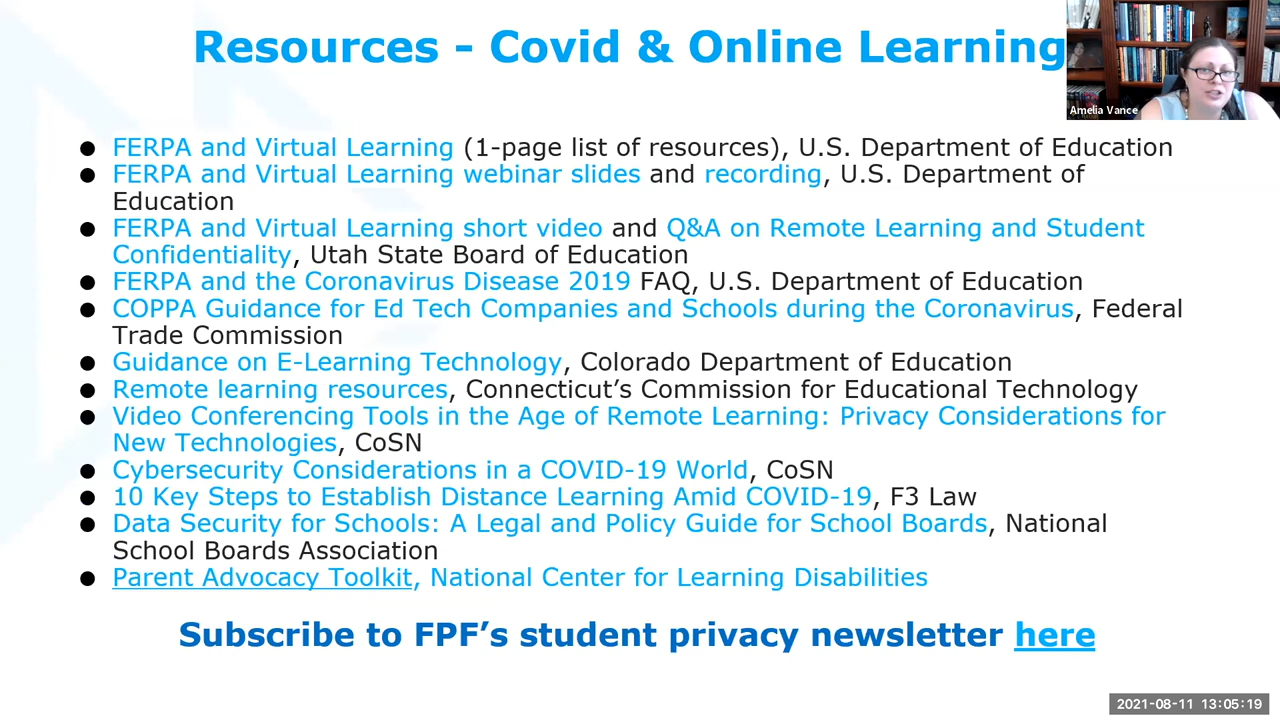 Resources - Covid & Online Learning
Amelia Vance
● FERPA and Virtual Learning (1-page list of resources), U.S. Department of Education
● FERPA and Virtual Learning webinar slides and recording, U.S. Department of
Education
● FERPA and Virtual Learning short video and Q&A on Remote Learning and Student
Confidentiality, Utah State Board of Education
● FERPA and the Coronavirus Disease 2019 FAQ, U.S. Department of Education
● COPPA Guidance for Ed Tech Companies and Schools during the Coronavirus, Federal
Trade Commission
● Guidance on E-Learning Technology, Colorado Department of Education
● Remote learning resources, Connecticut’s Commission for Educational Technology
● Video Conferencing Tools in the Age of Remote Learning: Privacy Considerations for
New Technologies, CoSN
● Cybersecurity Considerations in a COVID-19 World, CoSN
● 10 Key Steps to Establish Distance Learning Amid COVID-19, F3 Law
● Data Security for Schools: A Legal and Policy Guide for School Boards, National
School Boards Association
● Parent Advocacy Toolkit, National Center for Learning Disabilities
Subscribe to FPF’s student privacy newsletter here
2021-08-11 13:05:19